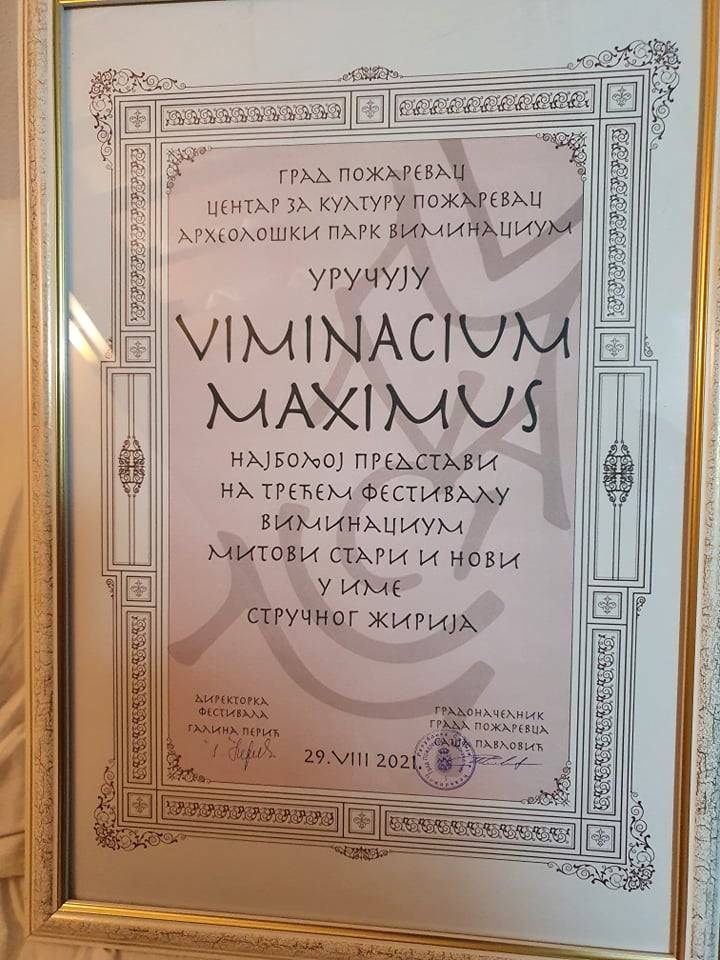 ГРАД ПОЖАРЕВАЦ
ЦЕНТАР ЗА КУЛТУРУ ПОЖАРЕВАЦ
АРХЕОЛОШКИ ПАРК ВИМИНАЦИУМ
УРУЧУЈУ
VIMINACIUM
MAXIMUS
НАЈБОЉОЈ ПРЕДСТАВИ
НА ТРЕЋЕМ ФЕСТИВАЛУ
ВИМИНАЦИУМ
МИТОВИ СТАРИ И НОВИ
У ИМЕ
СТРУЧНОГ ЖИРИЈА
ДИРЕКТОРКА
ФЕСТИВАЛА
ГАЛИНА ПЕРИЋ
29.VIII 2021.
ГРАДОНАЧЕЛНИК
ГРАДА ПОЖАРЕВЦА
САША ПАВЛОВИЋ